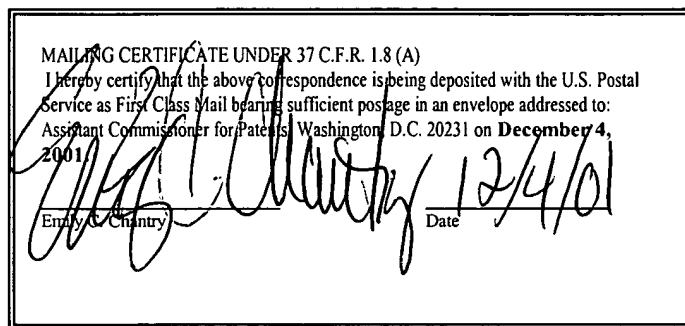 MAILING CERTIFICATE UNDER 37 C.F.R. 1.8 (A)
I hereby certify that the above correspondence is being deposited with the U.S. Postal
Service as First Class Mail bearing sufficient postage in an envelope addressed to:
Assistant Commissioner for Patents, Washington, D.C. 20231 on December 4,
2001.
Emily C. Chantry 12/4/01
Emily C. Chantry Date